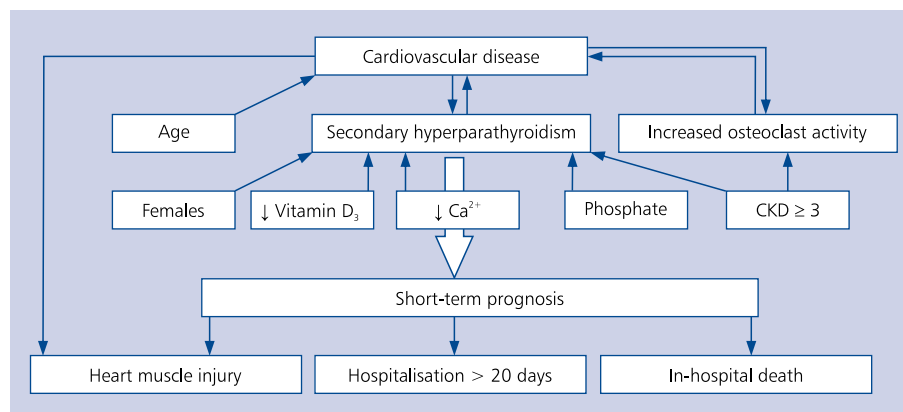 Cardiovascular disease
Age
Secondary hyperparathyroidism
Increased osteoclast activity
Females
↓ Vitamin D₃
↓ Ca²⁺
Phosphate
CKD ≥ 3
Short-term prognosis
Heart muscle injury
Hospitalisation > 20 days
In-hospital death